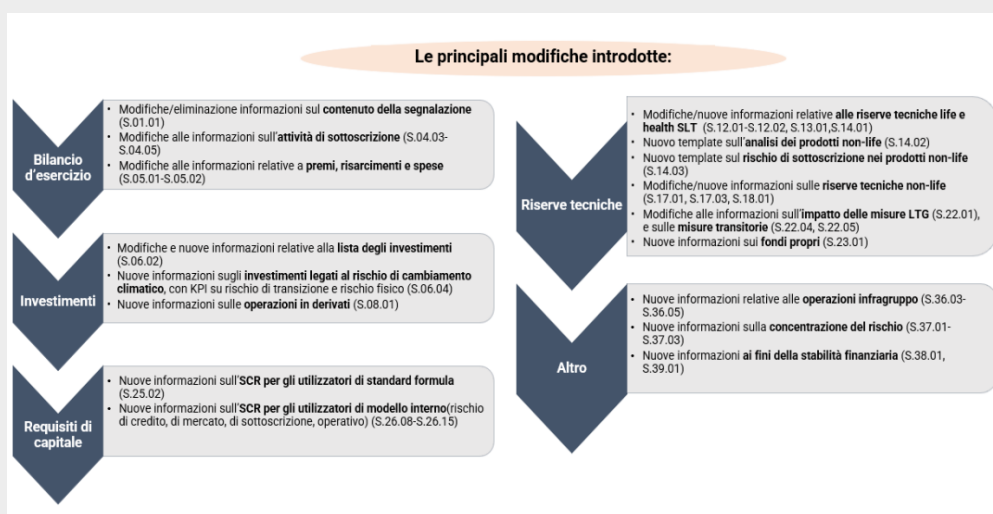 Le principali modifiche introdotte:
Bilancio
d'esercizio
• Modifiche/eliminazione informazioni sul contenuto della segnalazione
(S.01.01)
• Modifiche alle informazioni sull'attività di sottoscrizione (S.04.03-
S.04.05)
• Modifiche alle informazioni relative a premi, risarcimenti e spese
(S.05.01-S.05.02)
Investimenti
• Modifiche e nuove informazioni relative alla lista degli investimenti
(S.06.02)
• Nuove informazioni sugli investimenti legati al rischio di cambiamento
climatico, con KPI su rischio di transizione e rischio fisico (S.06.04)
• Nuove informazioni sulle operazioni in derivati (S.08.01)
Requisiti di
capitale
• Nuove informazioni sull'SCR per gli utilizzatori di standard formula
(S.25.02)
• Nuove informazioni sull'SCR per gli utilizzatori di modello interno(rischio
di credito, di mercato, di sottoscrizione, operativo) (S.26.08-S.26.15)
Riserve tecniche
• Modifiche/nuove informazioni relative alle riserve tecniche life e
health SLT (S.12.01-S.12.02, S.13.01,S.14.01)
• Nuovo template sull'analisi dei prodotti non-life (S.14.02)
• Nuovo template sul rischio di sottoscrizione nei prodotti non-life
(S.14.03)
• Modifiche/nuove informazioni sulle riserve tecniche non-life
(S.17.01, S.17.03, S.18.01)
• Modifiche alle informazioni sull'impatto delle misure LTG (S.22.01),
e sulle misure transitorie (S.22.04, S.22.05)
• Nuove informazioni sui fondi propri (S.23.01)
Altro
• Nuove informazioni relative alle operazioni infragruppo (S.36.03-
S.36.05)
• Nuove informazioni sulla concentrazione del rischio (S.37.01-
S.37.03)
• Nuove informazioni ai fini della stabilità finanziaria (S.38.01,
S.39.01)